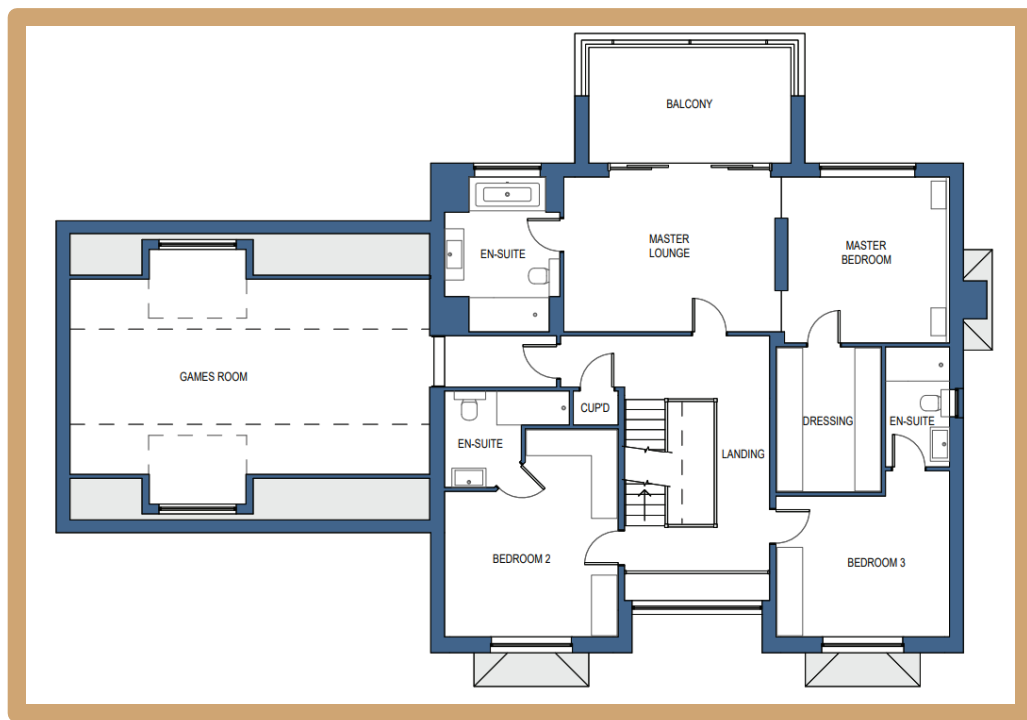 BALCONY
EN-SUITE
MASTER
LOUNGE
MASTER
BEDROOM
GAMES ROOM
CUP'D
EN-SUITE
LANDING
DRESSING
EN-SUITE
BEDROOM 2
BEDROOM 3